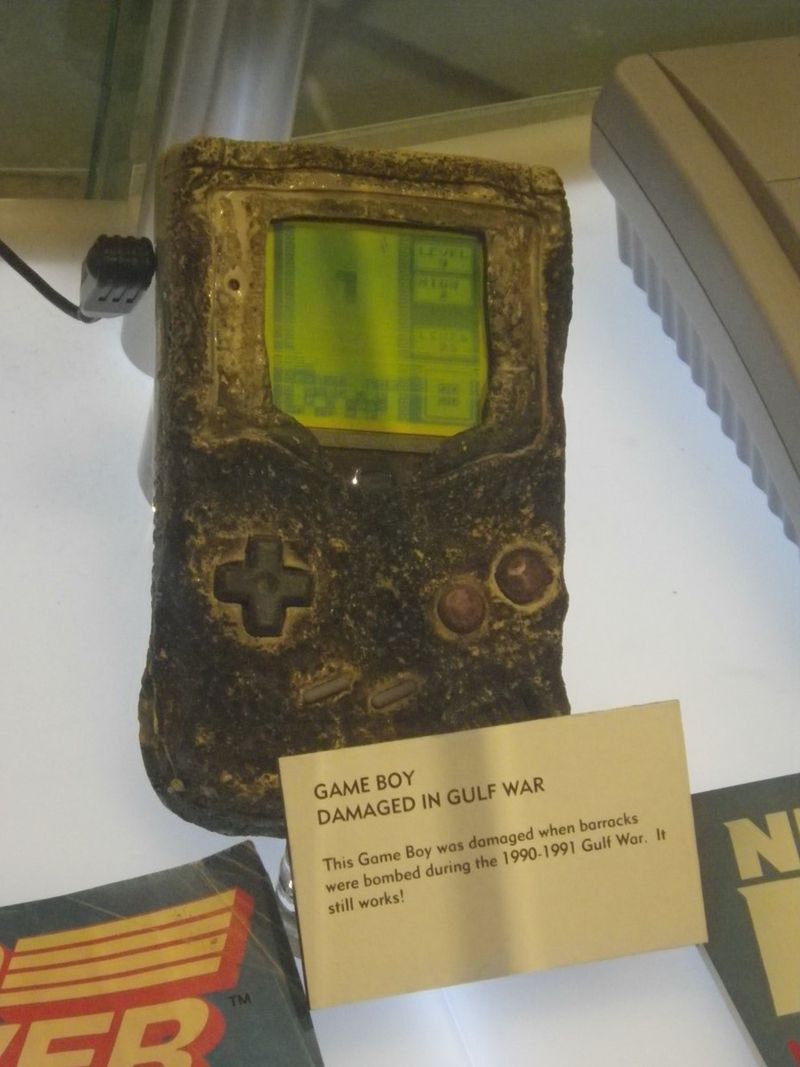 LEVEL
HIGH
GAME BOY
DAMAGED IN GULF WAR
This Game Boy was damaged when barracks
were bombed during the 1990-1991 Gulf War. It
still works!
TM